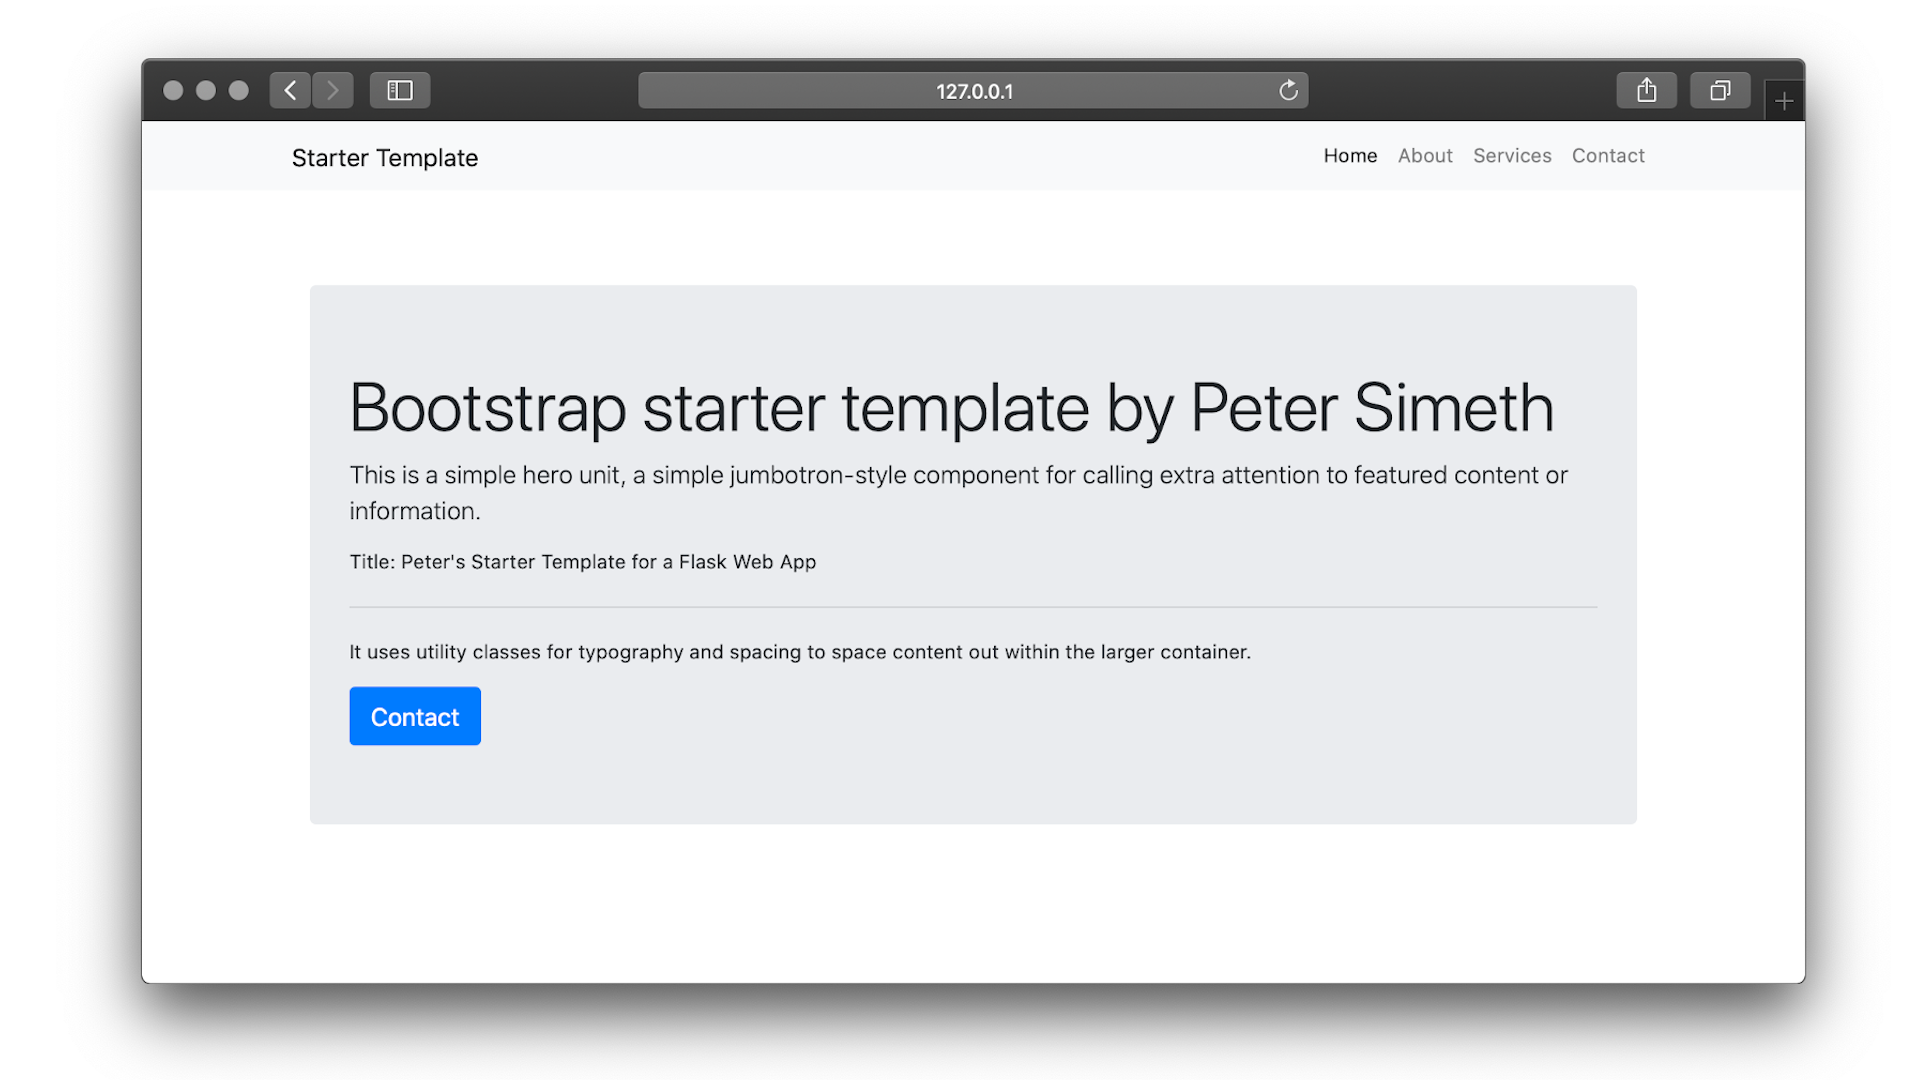 127.0.0.1
Starter Template
Home About Services Contact
Bootstrap starter template by Peter Simeth
This is a simple hero unit, a simple jumbotron-style component for calling extra attention to featured content or
information.
Title: Peter's Starter Template for a Flask Web App
It uses utility classes for typography and spacing to space content out within the larger container.
Contact